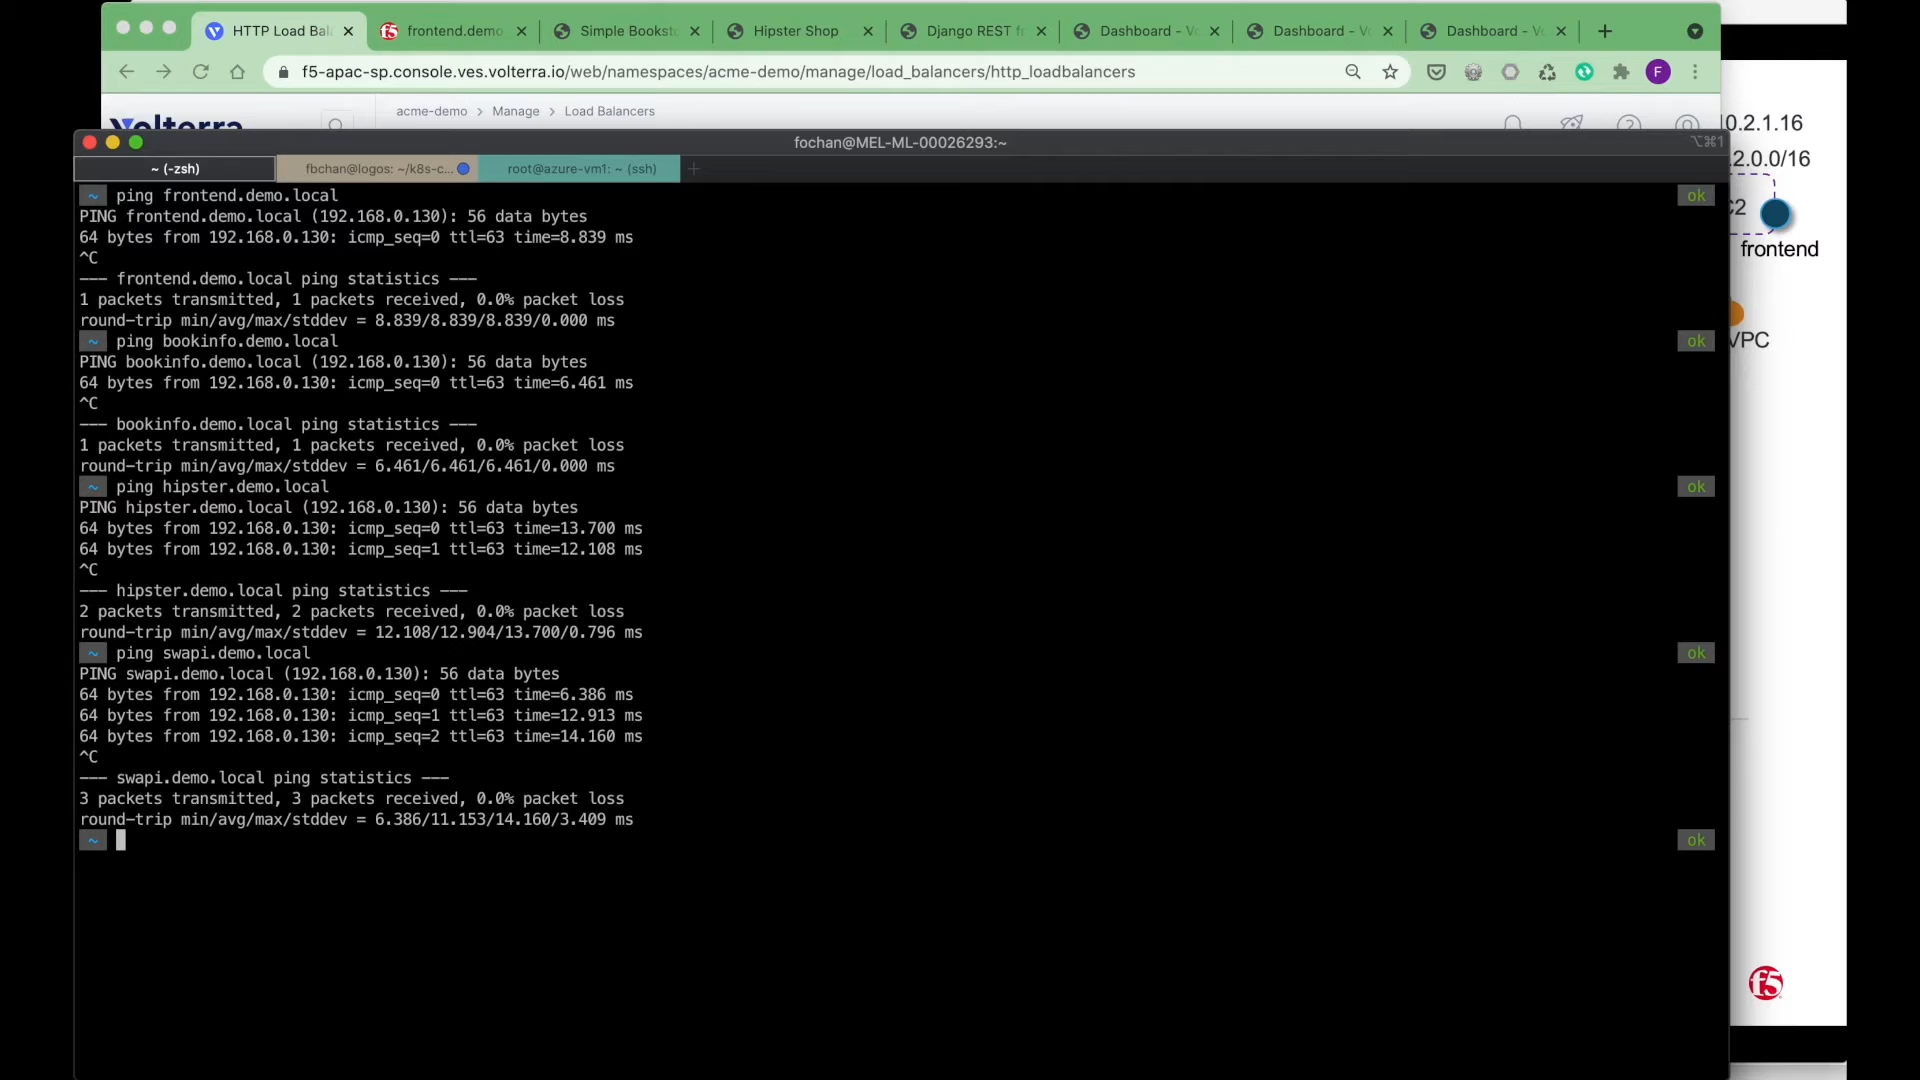 HTTP Load Bal
frontend.demo
Simple Booksto
Hipster Shop
Django REST f
Dashboard - V
Dashboard - V
Dashboard - V
f5-apac-sp.console.ves.volterra.io/web/namespaces/acme-demo/manage/load_balancers/http_loadbalancers
F
Volterra
acme-demo > Manage > Load Balancers
0.2.1.16
fochan@MEL-ML-00026293:~
⌥⌘1
.2.0.0/16
~ (-zsh)
fbchan@logos: ~/k8s-c...
root@azure-vm1: ~ (ssh)
~ ping frontend.demo.local ok
PING frontend.demo.local (192.168.0.130): 56 data bytes
64 bytes from 192.168.0.130: icmp_seq=0 ttl=63 time=8.839 ms
^C
--- frontend.demo.local ping statistics ---
1 packets transmitted, 1 packets received, 0.0% packet loss
round-trip min/avg/max/stddev = 8.839/8.839/8.839/0.000 ms
~ ping bookinfo.demo.local ok
PING bookinfo.demo.local (192.168.0.130): 56 data bytes
64 bytes from 192.168.0.130: icmp_seq=0 ttl=63 time=6.461 ms
^C
--- bookinfo.demo.local ping statistics ---
1 packets transmitted, 1 packets received, 0.0% packet loss
round-trip min/avg/max/stddev = 6.461/6.461/6.461/0.000 ms
~ ping hipster.demo.local ok
PING hipster.demo.local (192.168.0.130): 56 data bytes
64 bytes from 192.168.0.130: icmp_seq=0 ttl=63 time=13.700 ms
64 bytes from 192.168.0.130: icmp_seq=1 ttl=63 time=12.108 ms
^C
--- hipster.demo.local ping statistics ---
2 packets transmitted, 2 packets received, 0.0% packet loss
round-trip min/avg/max/stddev = 12.108/12.904/13.700/0.796 ms
~ ping swapi.demo.local ok
PING swapi.demo.local (192.168.0.130): 56 data bytes
64 bytes from 192.168.0.130: icmp_seq=0 ttl=63 time=6.386 ms
64 bytes from 192.168.0.130: icmp_seq=1 ttl=63 time=12.913 ms
64 bytes from 192.168.0.130: icmp_seq=2 ttl=63 time=14.160 ms
^C
--- swapi.demo.local ping statistics ---
3 packets transmitted, 3 packets received, 0.0% packet loss
round-trip min/avg/max/stddev = 6.386/11.153/14.160/3.409 ms
~ ok
C2
frontend
VPC
f5